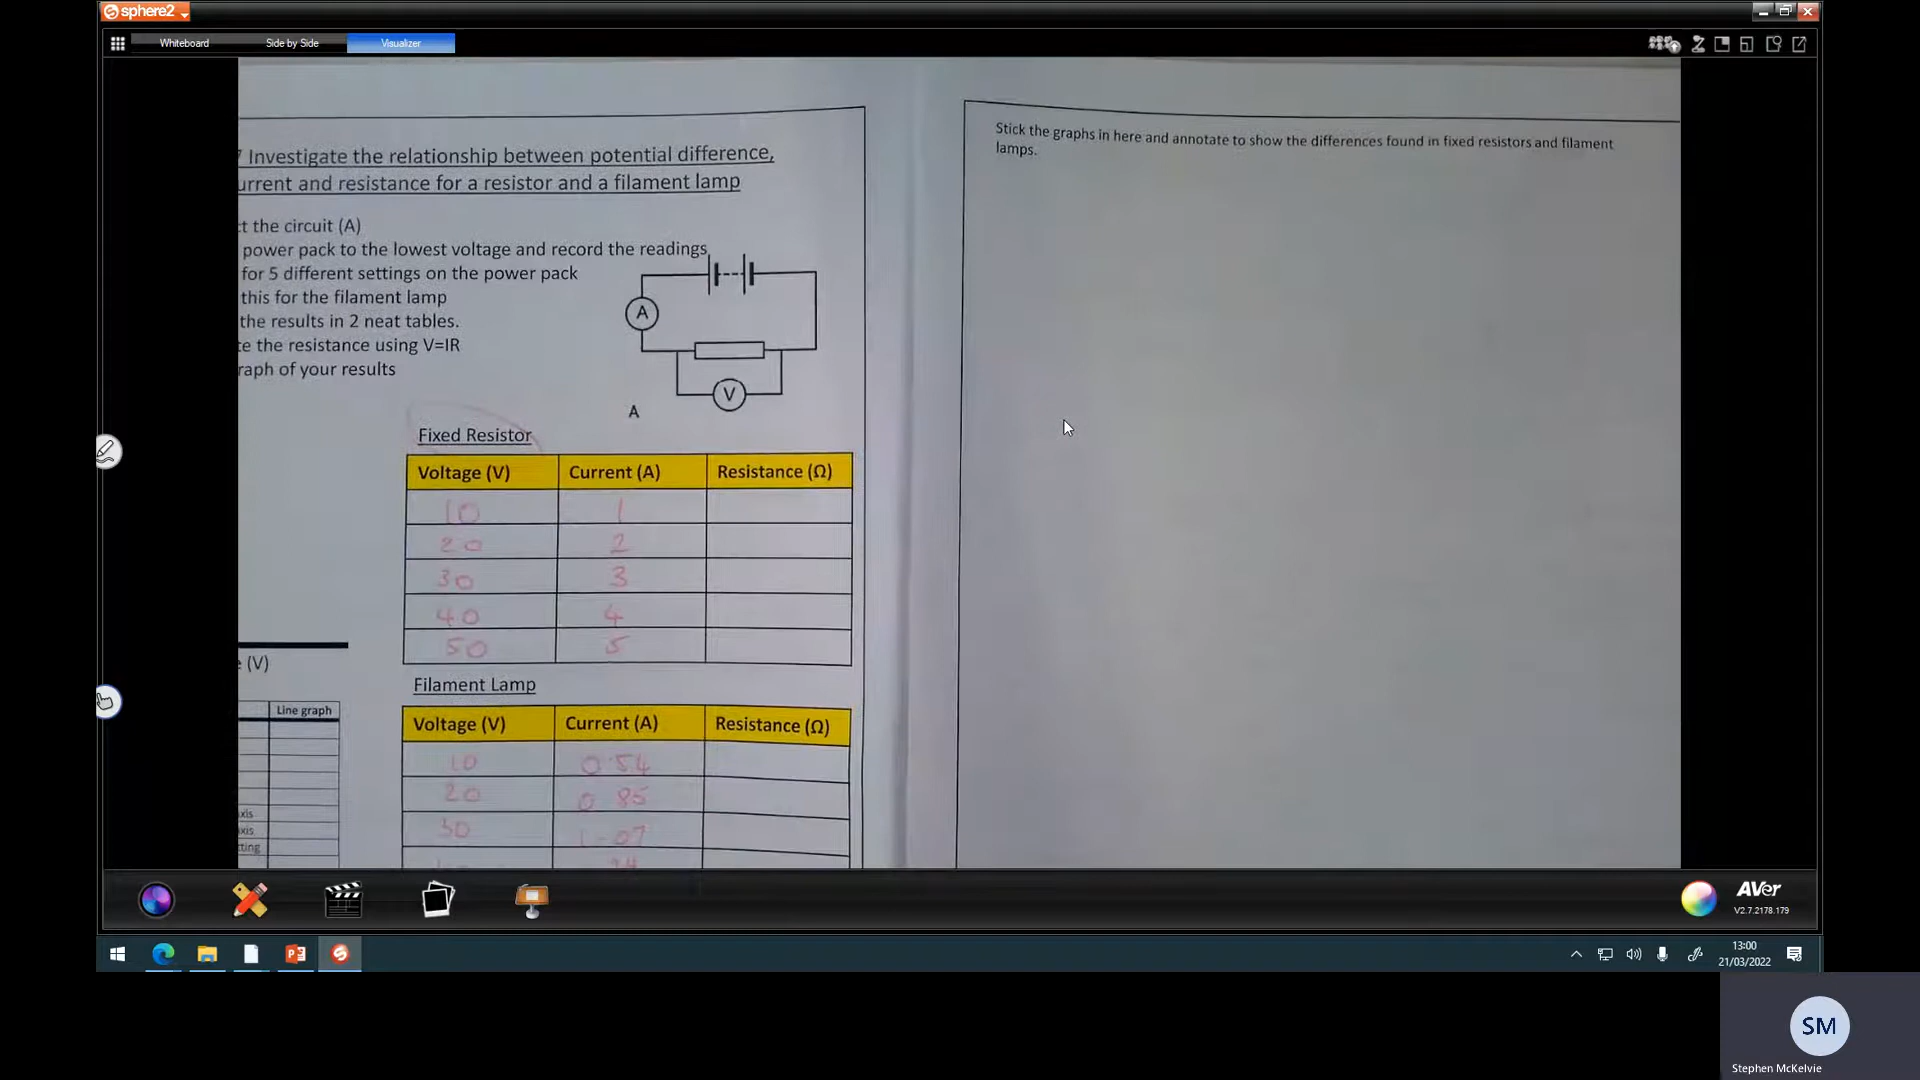 sphere2
Whiteboard
Side by Side
Visualizer
7 Investigate the relationship between potential difference,
urrent and resistance for a resistor and a filament lamp
ct the circuit (A)
power pack to the lowest voltage and record the readings
for 5 different settings on the power pack
this for the filament lamp
the results in 2 neat tables.
te the resistance using V=IR
raph of your results
A
V
A
Fixed Resistor
Voltage (V) Current (A) Resistance (Ω)
10 1
20 2
30 3
40 4
50 5
Filament Lamp
Voltage (V) Current (A) Resistance (Ω)
10 0.54
20 0.85
30 1.07
e (V)
Line graph
xis
xis
tting
Stick the graphs in here and annotate to show the differences found in fixed resistors and filament
lamps.
AVer
V2.7.2178.179
13:00
21/03/2022
SM
Stephen McKelvie